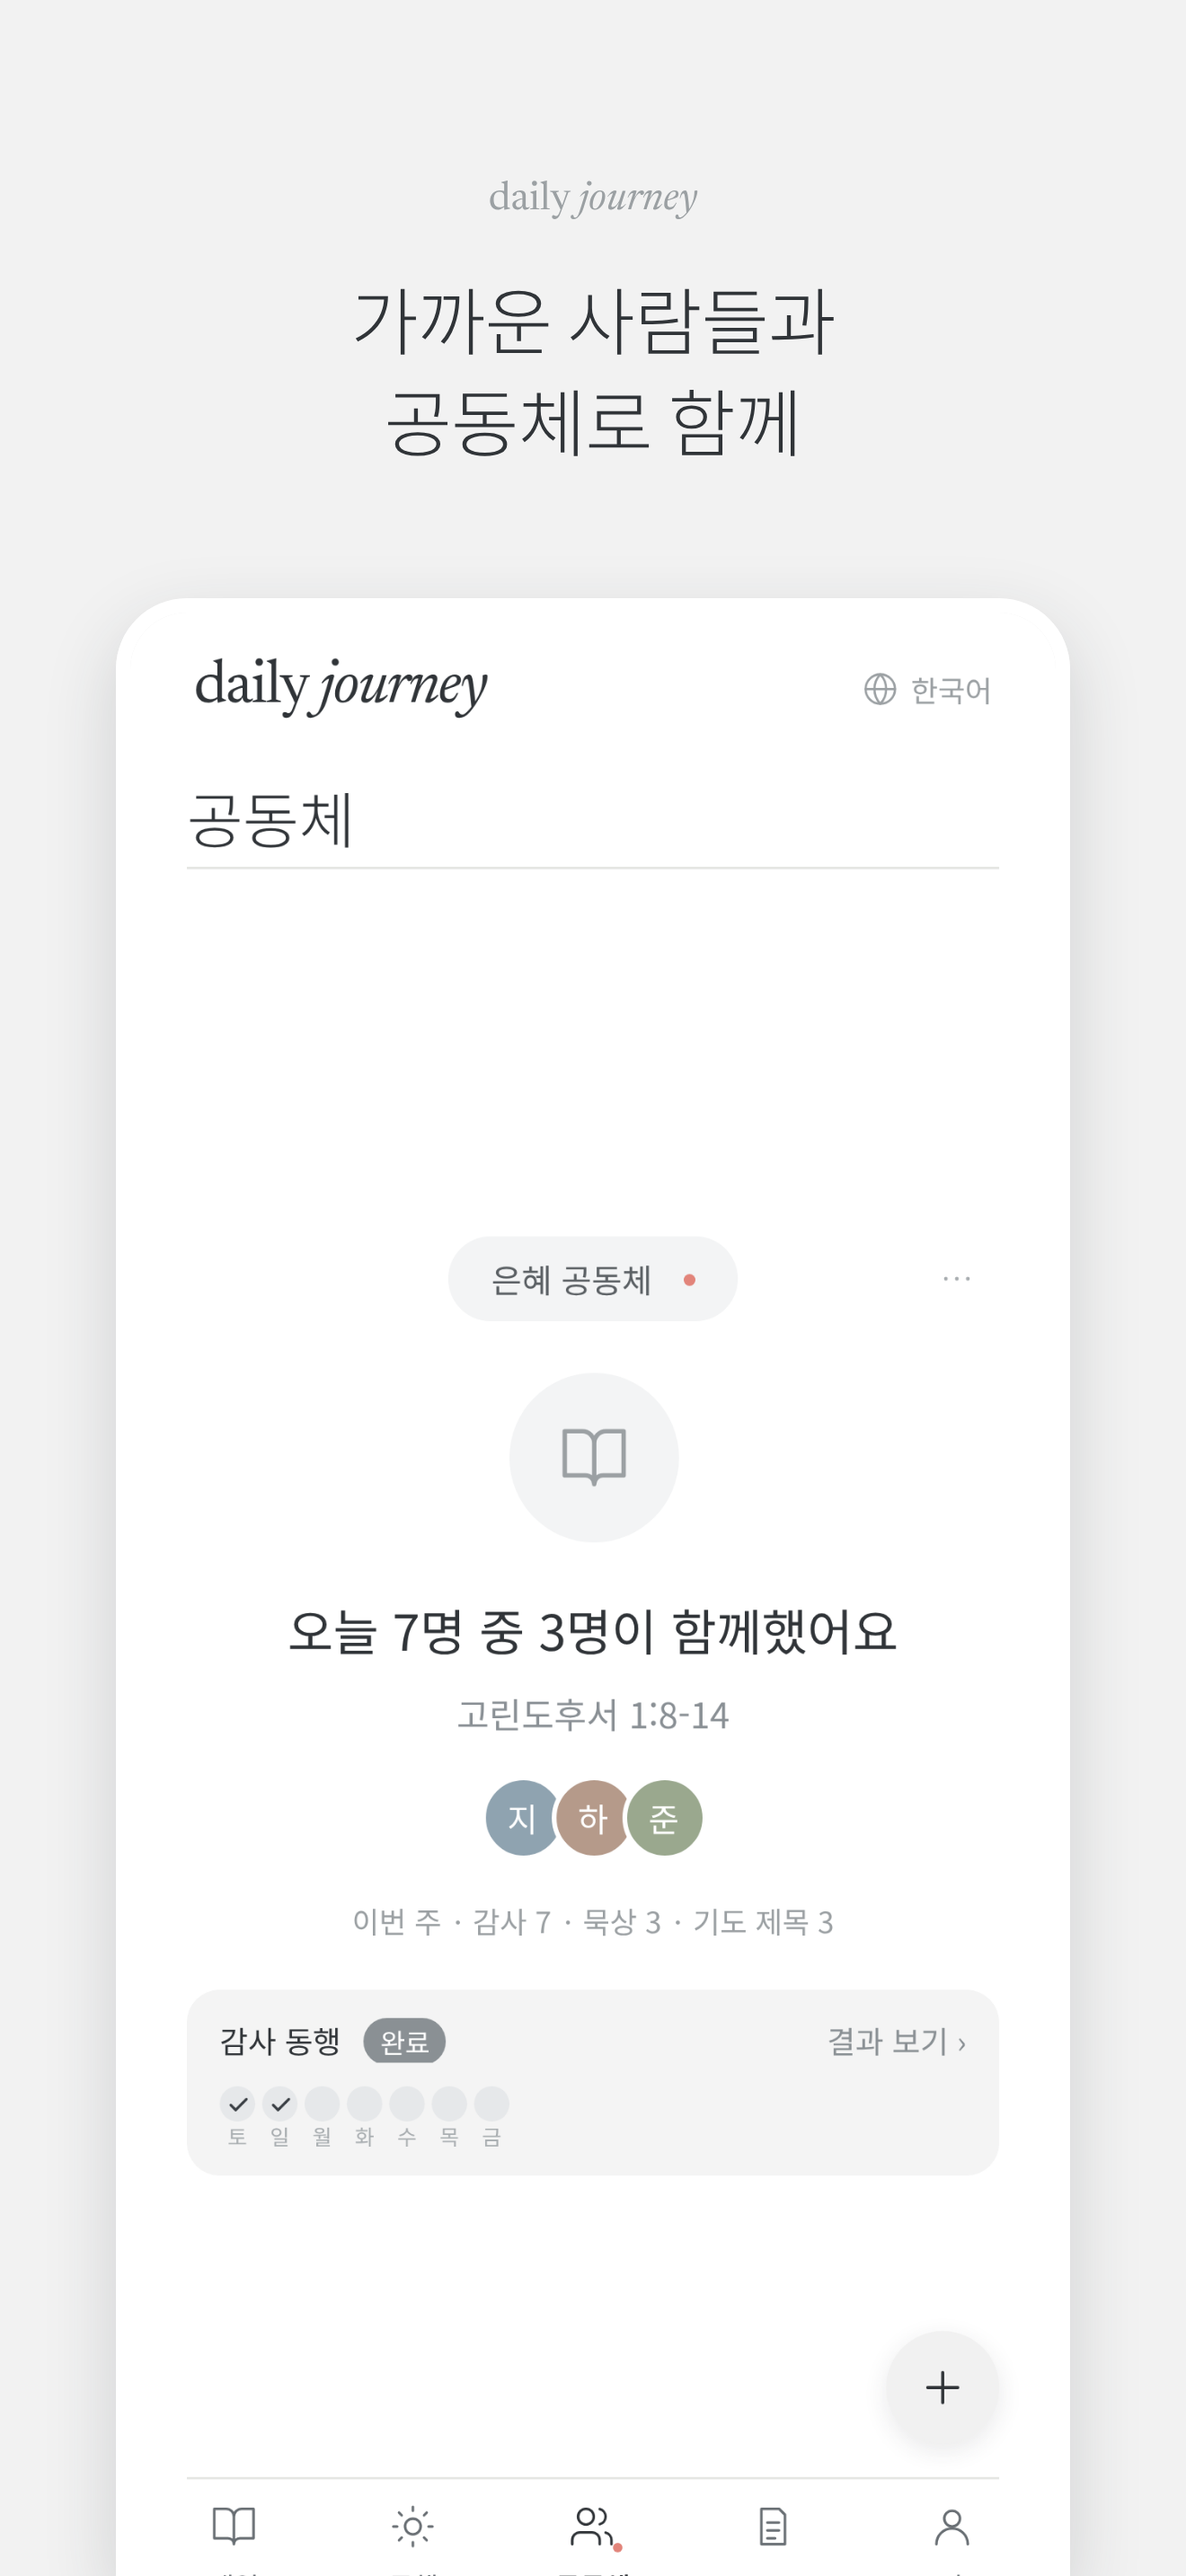 daily journey
가까운 사람들과
공동체로 함께
daily journey
한국어
공동체
은혜 공동체
오늘 7명 중 3명이 함께했어요
고린도후서 1:8-14
지 하 준
이번 주 · 감사 7 · 묵상 3 · 기도 제목 3
감사 동행 완료 결과 보기 ›
토 일 월 화 수 목 금